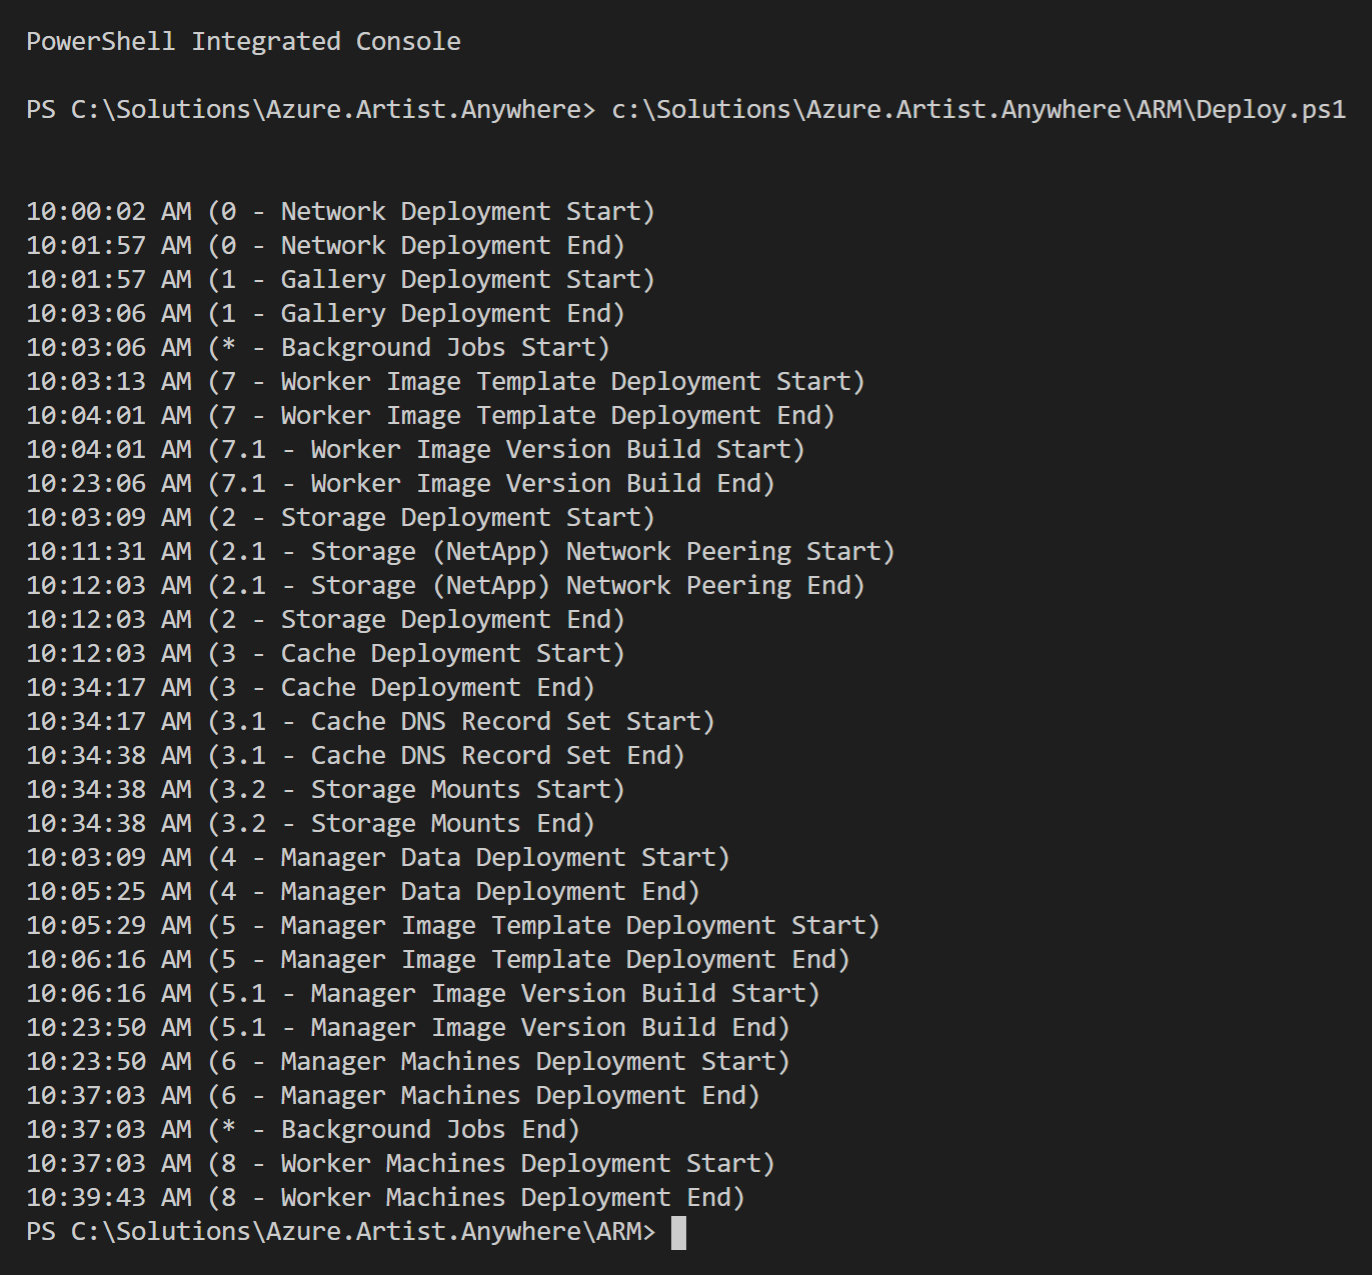 PowerShell Integrated Console
PS C:\Solutions\Azure.Artist.Anywhere> c:\Solutions\Azure.Artist.Anywhere\ARM\Deploy.ps1
10:00:02 AM (0 - Network Deployment Start)
10:01:57 AM (0 - Network Deployment End)
10:01:57 AM (1 - Gallery Deployment Start)
10:03:06 AM (1 - Gallery Deployment End)
10:03:06 AM (* - Background Jobs Start)
10:03:13 AM (7 - Worker Image Template Deployment Start)
10:04:01 AM (7 - Worker Image Template Deployment End)
10:04:01 AM (7.1 - Worker Image Version Build Start)
10:23:06 AM (7.1 - Worker Image Version Build End)
10:03:09 AM (2 - Storage Deployment Start)
10:11:31 AM (2.1 - Storage (NetApp) Network Peering Start)
10:12:03 AM (2.1 - Storage (NetApp) Network Peering End)
10:12:03 AM (2 - Storage Deployment End)
10:12:03 AM (3 - Cache Deployment Start)
10:34:17 AM (3 - Cache Deployment End)
10:34:17 AM (3.1 - Cache DNS Record Set Start)
10:34:38 AM (3.1 - Cache DNS Record Set End)
10:34:38 AM (3.2 - Storage Mounts Start)
10:34:38 AM (3.2 - Storage Mounts End)
10:03:09 AM (4 - Manager Data Deployment Start)
10:05:25 AM (4 - Manager Data Deployment End)
10:05:29 AM (5 - Manager Image Template Deployment Start)
10:06:16 AM (5 - Manager Image Template Deployment End)
10:06:16 AM (5.1 - Manager Image Version Build Start)
10:23:50 AM (5.1 - Manager Image Version Build End)
10:23:50 AM (6 - Manager Machines Deployment Start)
10:37:03 AM (6 - Manager Machines Deployment End)
10:37:03 AM (* - Background Jobs End)
10:37:03 AM (8 - Worker Machines Deployment Start)
10:39:43 AM (8 - Worker Machines Deployment End)
PS C:\Solutions\Azure.Artist.Anywhere\ARM>